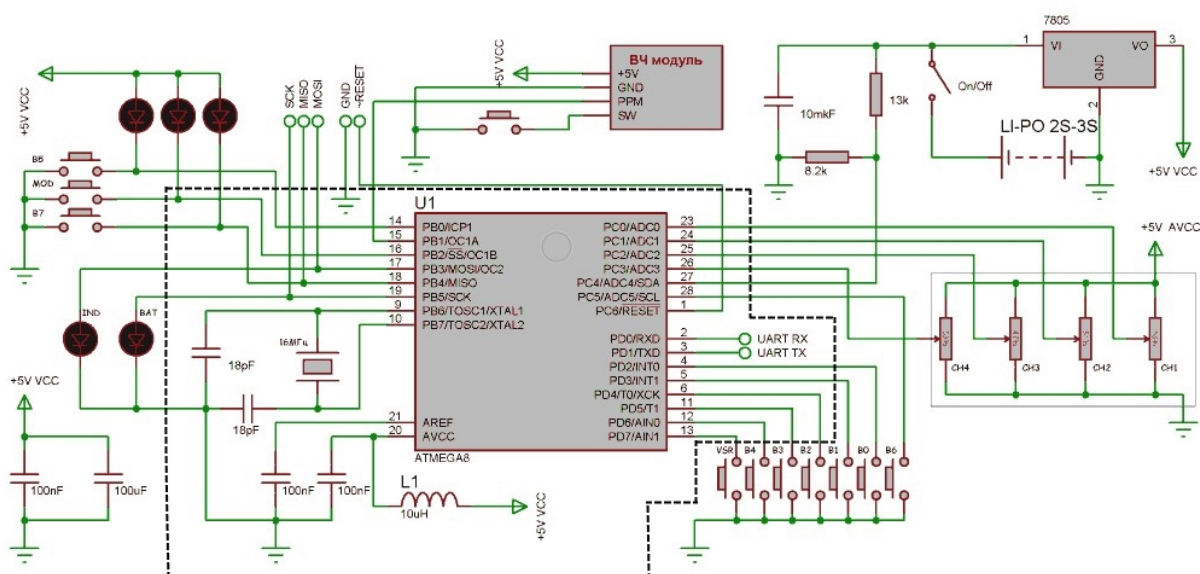 +5V VCC
B6
MOD
B7
SCK
MISO
MOSI
GND
~RESET
+5V VCC
ВЧ модуль
+5V
GND
PPM
SW
10mkF
8.2k
13k
On/Off
LI-PO 2S-3S
7805
1
VI
VO
3
GND
2
+5V VCC
U1
14
PB0/ICP1
15
PB1/OC1A
16
PB2/SS/OC1B
17
PB3/MOSI/OC2
18
PB4/MISO
19
PB5/SCK
9
PB6/TOSC1/XTAL1
10
PB7/TOSC2/XTAL2
21
AREF
20
AVCC
ATMEGA8
PC0/ADC0
23
PC1/ADC1
24
PC2/ADC2
25
PC3/ADC3
26
PC4/ADC4/SDA
27
PC5/ADC5/SCL
28
PC6/RESET
1
PD0/RXD
2
PD1/TXD
3
PD2/INT0
4
PD3/INT1
5
PD4/T0/XCK
6
PD5/T1
11
PD6/AIN0
12
PD7/AIN1
13
UART RX
UART TX
IND
BAT
18pF
18pF
16МГц
+5V VCC
100nF
100uF
100nF
100nF
L1
10uH
+5V VCC
VSR
B4
B3
B2
B1
B0
B6
+5V AVCC
CH4
CH3
CH2
CH1